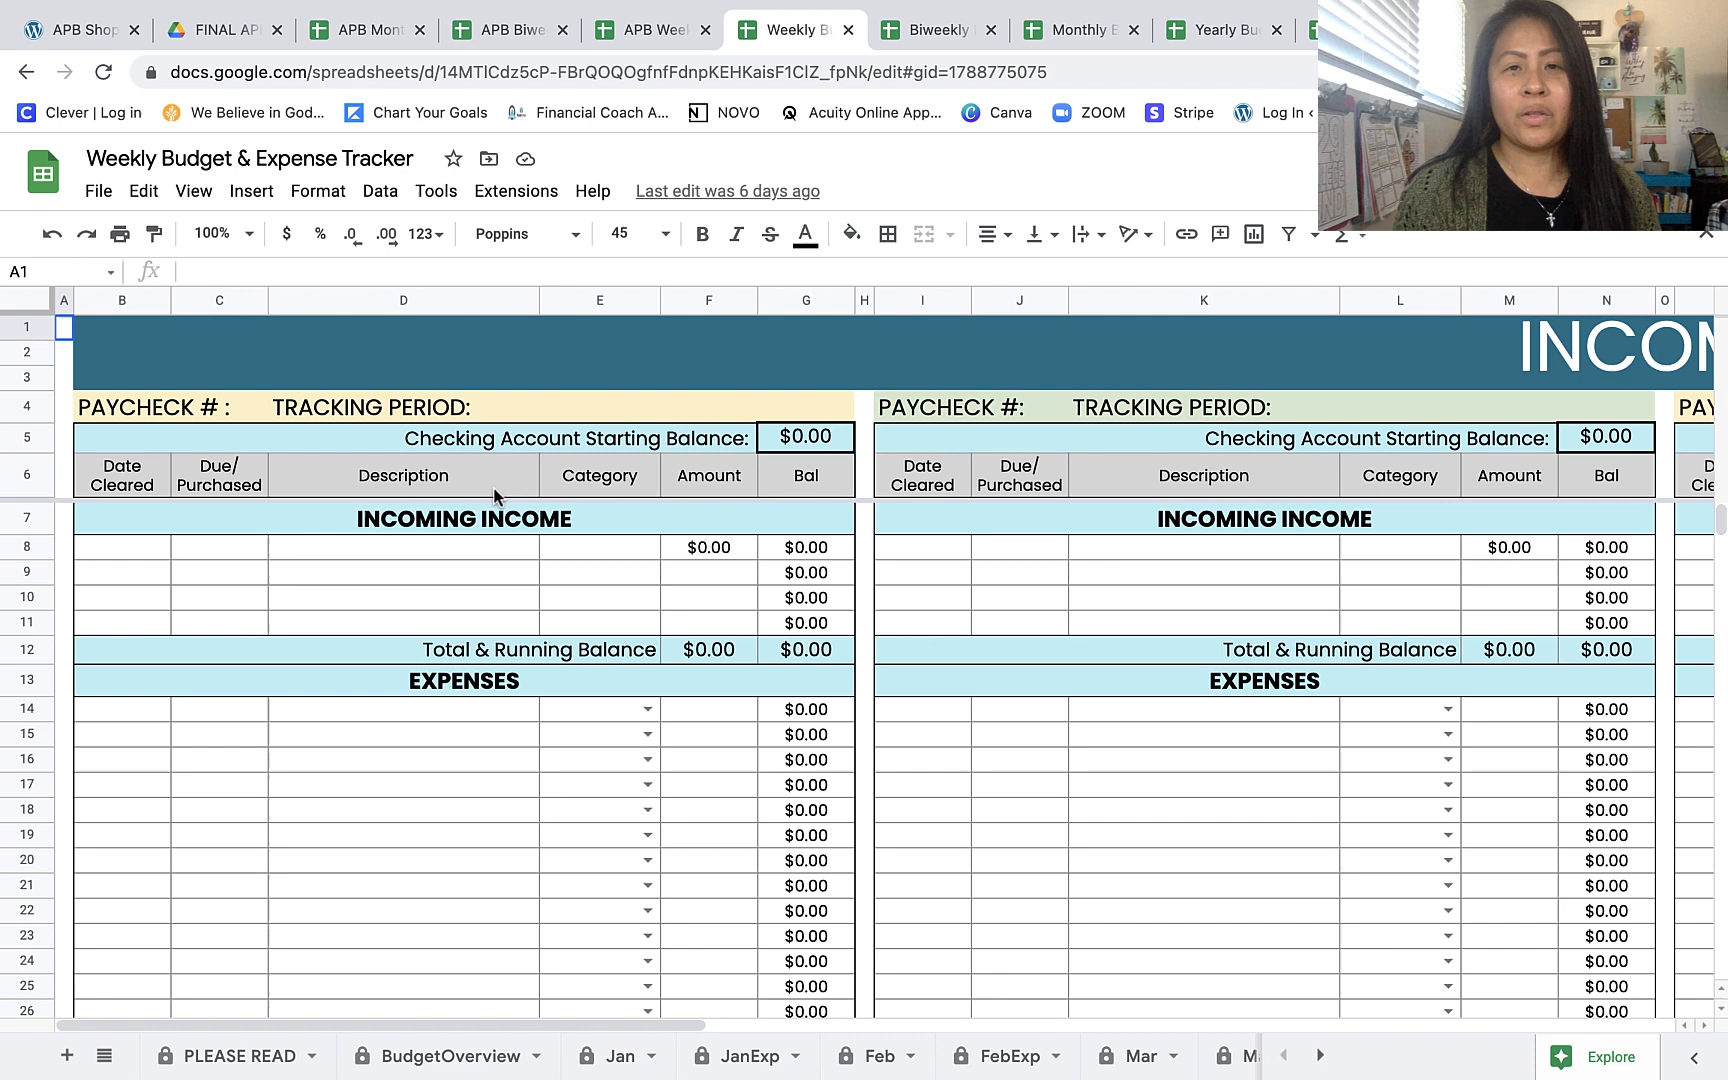 APB Shop
FINAL AP
APB Mont
APB Biwe
APB Week
Weekly B
Biweekly
Monthly B
Yearly Bu
docs.google.com/spreadsheets/d/14MTlCdz5cP-FBrQOQOgfnfFdnpKEHKaisF1ClZ_fpNk/edit#gid=1788775075
Clever | Log in
We Believe in God...
Chart Your Goals
Financial Coach A...
NOVO
Acuity Online App...
Canva
ZOOM
Stripe
Log In ‹
Weekly Budget & Expense Tracker
File Edit View Insert Format Data Tools Extensions Help Last edit was 6 days ago
100% $ % .0 .00 123 Poppins 45 B I S A
A1 fx
A B C D E F G H I J K L M N O
1 INCOM
2
3
4 PAYCHECK # : TRACKING PERIOD: PAYCHECK #: TRACKING PERIOD: PAY
5 Checking Account Starting Balance: $0.00 Checking Account Starting Balance: $0.00
6 Date Cleared Due/ Purchased Description Category Amount Bal Date Cleared Due/ Purchased Description Category Amount Bal D Cle
7 INCOMING INCOME INCOMING INCOME
8 $0.00 $0.00 $0.00 $0.00
9 $0.00 $0.00
10 $0.00 $0.00
11 $0.00 $0.00
12 Total & Running Balance $0.00 $0.00 Total & Running Balance $0.00 $0.00
13 EXPENSES EXPENSES
14 $0.00 $0.00
15 $0.00 $0.00
16 $0.00 $0.00
17 $0.00 $0.00
18 $0.00 $0.00
19 $0.00 $0.00
20 $0.00 $0.00
21 $0.00 $0.00
22 $0.00 $0.00
23 $0.00 $0.00
24 $0.00 $0.00
25 $0.00 $0.00
26 $0.00 $0.00
PLEASE READ BudgetOverview Jan JanExp Feb FebExp Mar M Explore